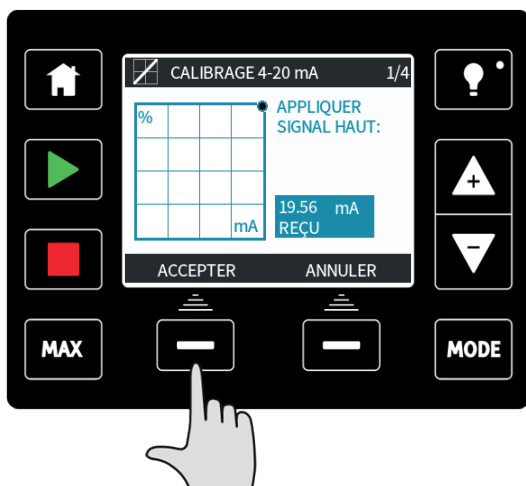 CALIBRAGE 4-20 mA 1/4
%
APPLIQUER
SIGNAL HAUT:
19.56 mA
mA REÇU
ACCEPTER ANNULER
+
−
MAX
MODE